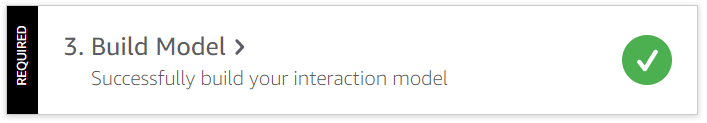 REQUIRED
3. Build Model >
Successfully build your interaction model